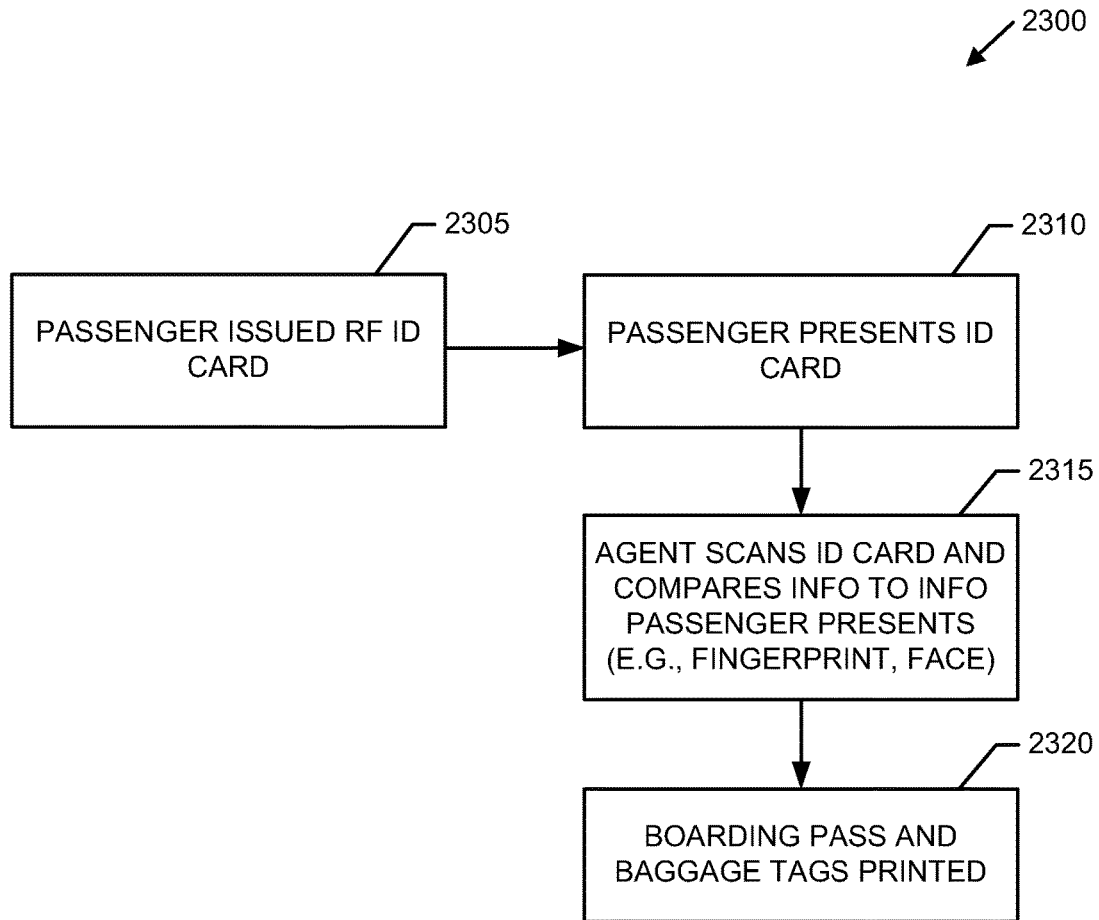 2300
2305
PASSENGER ISSUED RF ID
CARD
2310
PASSENGER PRESENTS ID
CARD
2315
AGENT SCANS ID CARD AND
COMPARES INFO TO INFO
PASSENGER PRESENTS
(E.G., FINGERPRINT, FACE)
2320
BOARDING PASS AND
BAGGAGE TAGS PRINTED